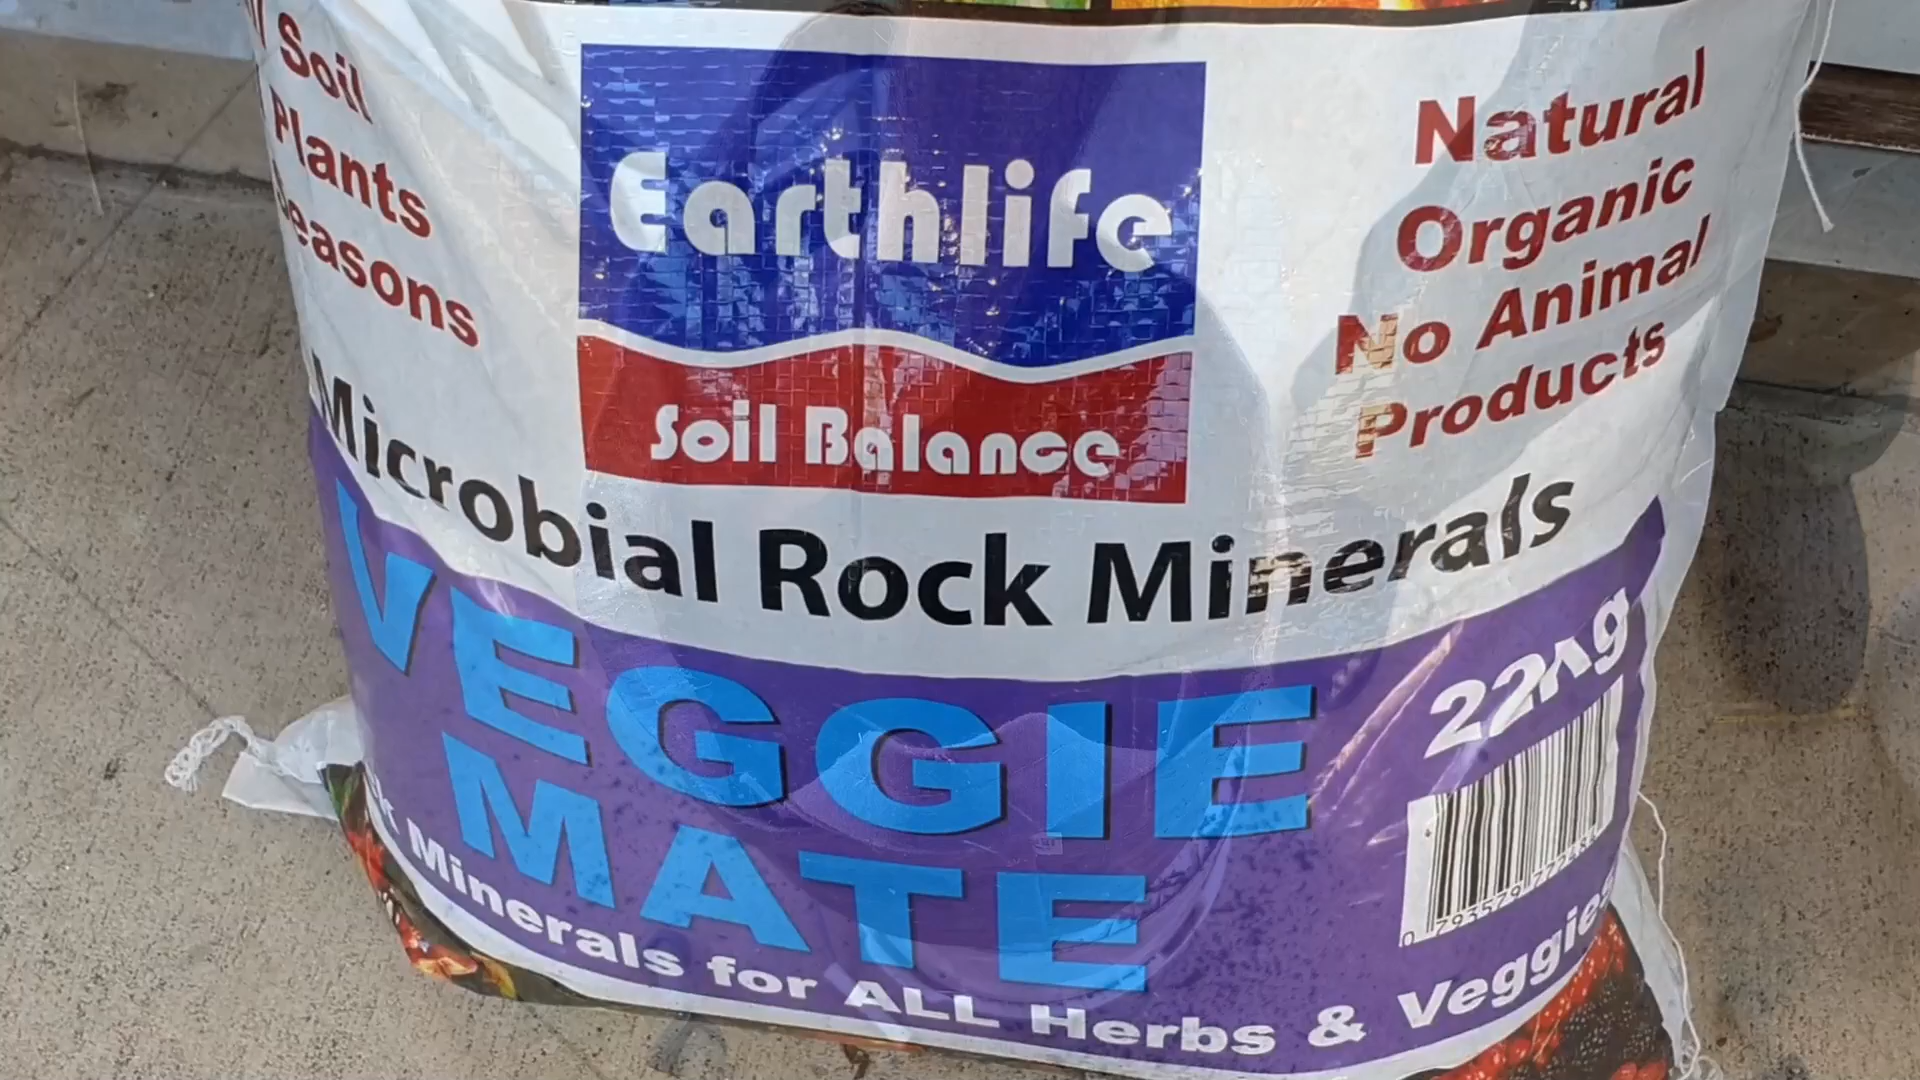 Soil
Plants
Seasons
Earthlife
Soil Balance
Natural
Organic
No Animal
Products
Microbial Rock Minerals
VEGGIE
MATE
22kg
Minerals for ALL Herbs & Veggies